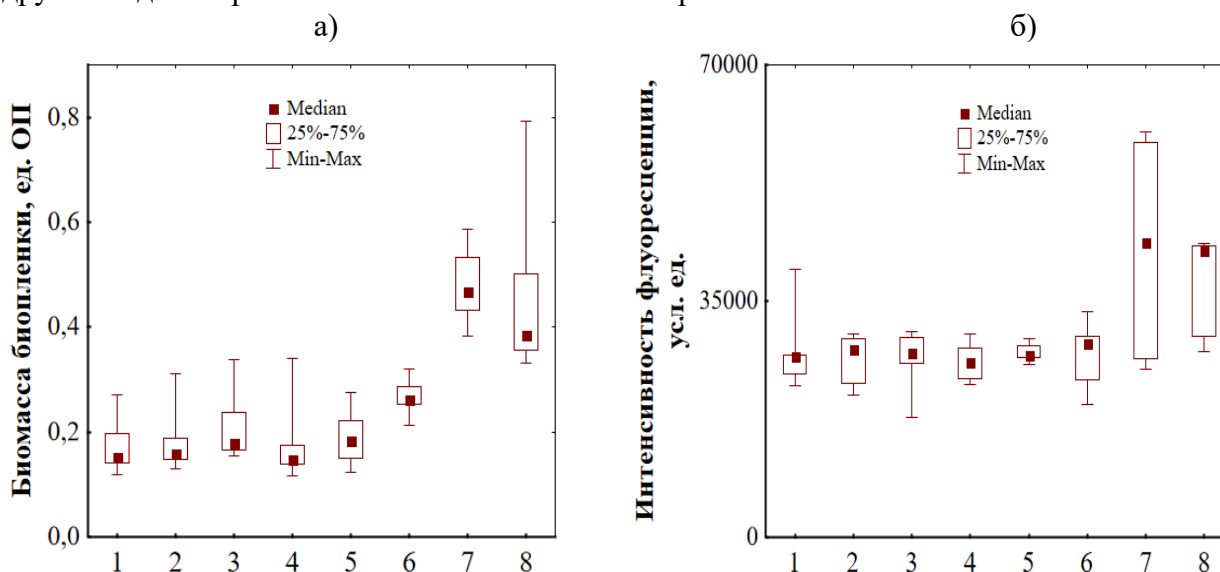 а)
Биомасса биопленки, ед. ОП
0,8
0,6
0,4
0,2
0,0
Median
25%-75%
Min-Max
1 2 3 4 5 6 7 8
б)
Интенсивность флуоресценции,
усл. ед.
70000
35000
0
Median
25%-75%
Min-Max
1 2 3 4 5 6 7 8